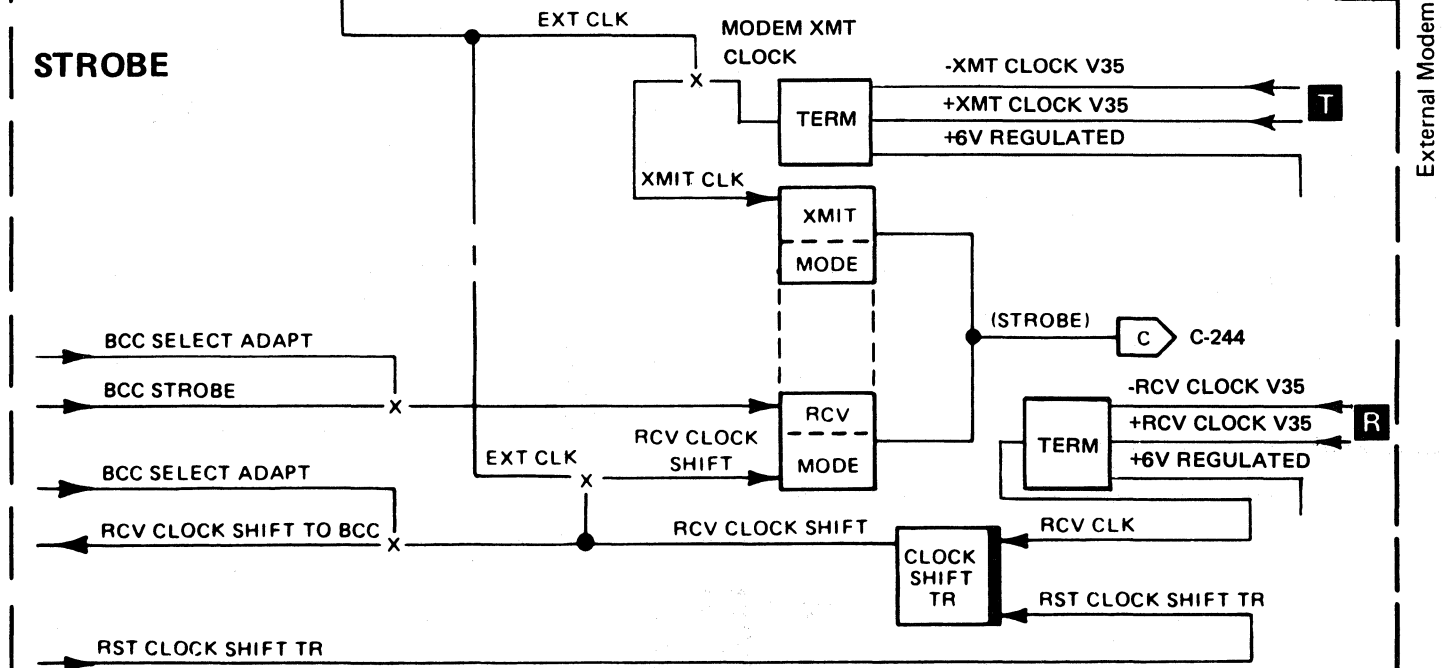 EXT CLK
MODEM XMT
CLOCK
STROBE
-XMT CLOCK V35
+XMT CLOCK V35
+6V REGULATED
TERM
T
External Modem
X
XMIT CLK
XMIT
MODE
(STROBE)
C
C-244
BCC SELECT ADAPT
BCC STROBE
X
RCV
MODE
RCV CLOCK
SHIFT
EXT CLK
X
-RCV CLOCK V35
+RCV CLOCK V35
+6V REGULATED
TERM
R
BCC SELECT ADAPT
RCV CLOCK SHIFT TO BCC
X
RCV CLOCK SHIFT
CLOCK
SHIFT
TR
RCV CLK
RST CLOCK SHIFT TR
RST CLOCK SHIFT TR